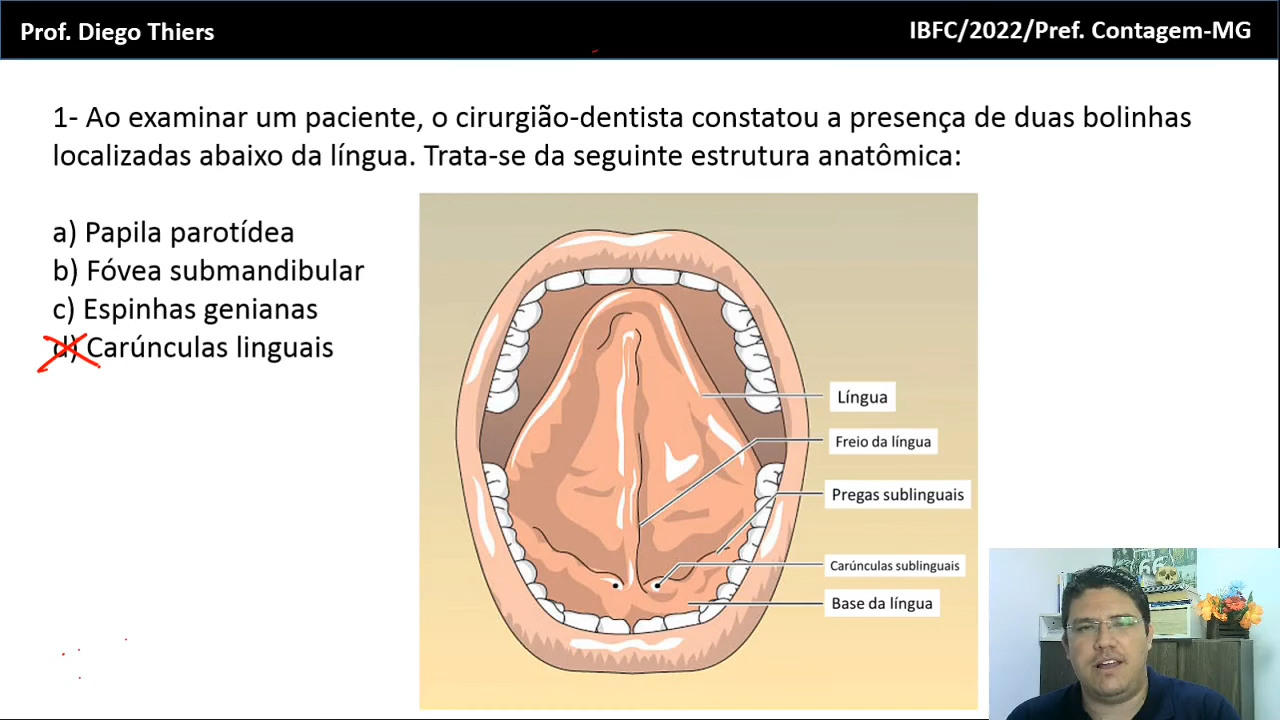 Prof. Diego Thiers
IBFC/2022/Pref. Contagem-MG
1- Ao examinar um paciente, o cirurgião-dentista constatou a presença de duas bolinhas
localizadas abaixo da língua. Trata-se da seguinte estrutura anatômica:
a) Papila parotídea
b) Fóvea submandibular
c) Espinhas genianas
d) Carúnculas linguais
Língua
Freio da língua
Pregas sublinguais
Carúnculas sublinguais
Base da língua